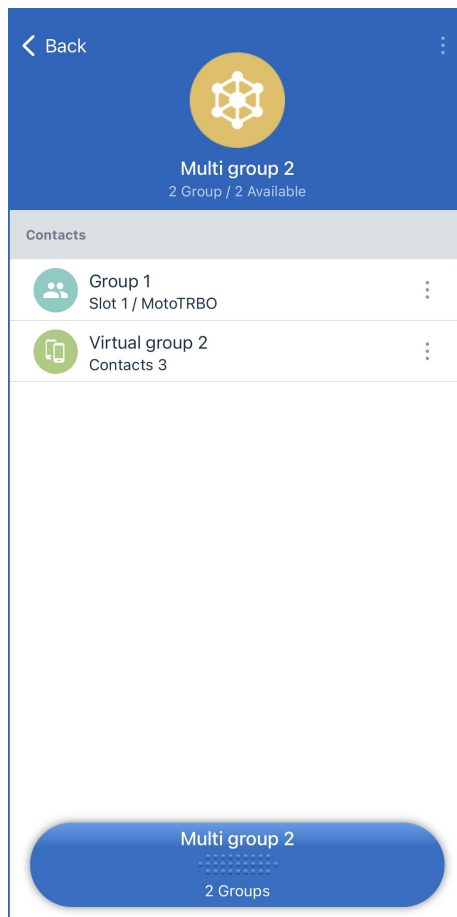 Back
Multi group 2
2 Group / 2 Available
Contacts
Group 1
Slot 1 / MotoTRBO
Virtual group 2
Contacts 3
Multi group 2
2 Groups